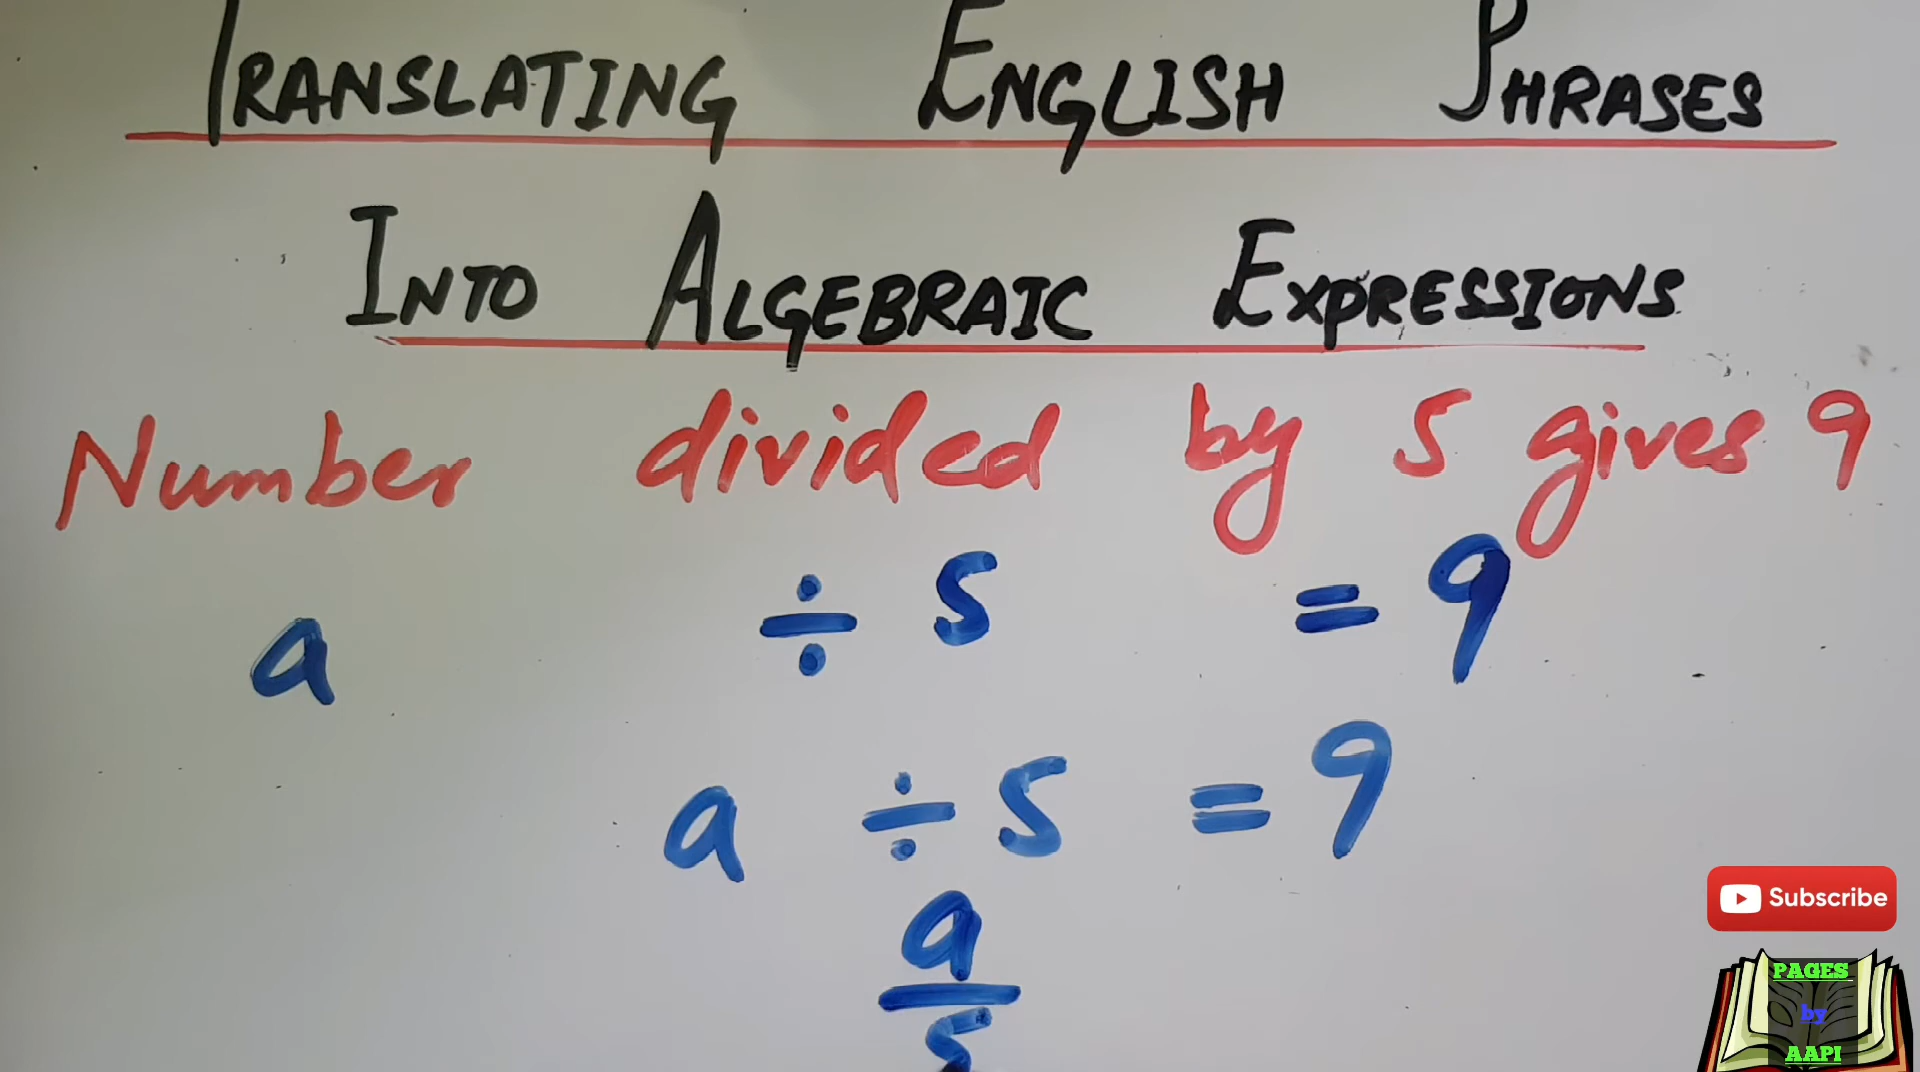 TRANSLATING ENGLISH PHRASES
INTO ALGEBRAIC EXPRESSIONS
Number divided by 5 gives 9
a ÷ 5 = 9
a ÷ 5 = 9
a
5
Subscribe
PAGES
by
AAPI